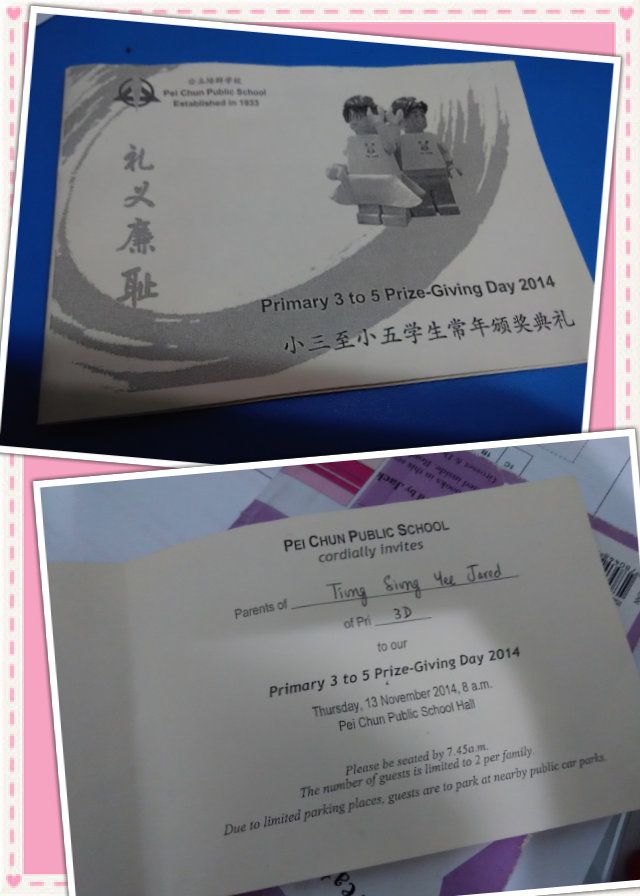 公立培群学校
Pei Chun Public School
Established in 1933
礼
义
廉
耻
Primary 3 to 5 Prize-Giving Day 2014
小三至小五学生常年颁奖典礼
PEI CHUN PUBLIC SCHOOL
cordially invites
Parents of Ting Sing Yee Jared
of Pri 3D
to our
Primary 3 to 5 Prize-Giving Day 2014
Thursday, 13 November 2014, 8 a.m.
Pei Chun Public School Hall
Please be seated by 7.45a.m.
The number of guests is limited to 2 per family.
Due to limited parking places, guests are to park at nearby public car parks.